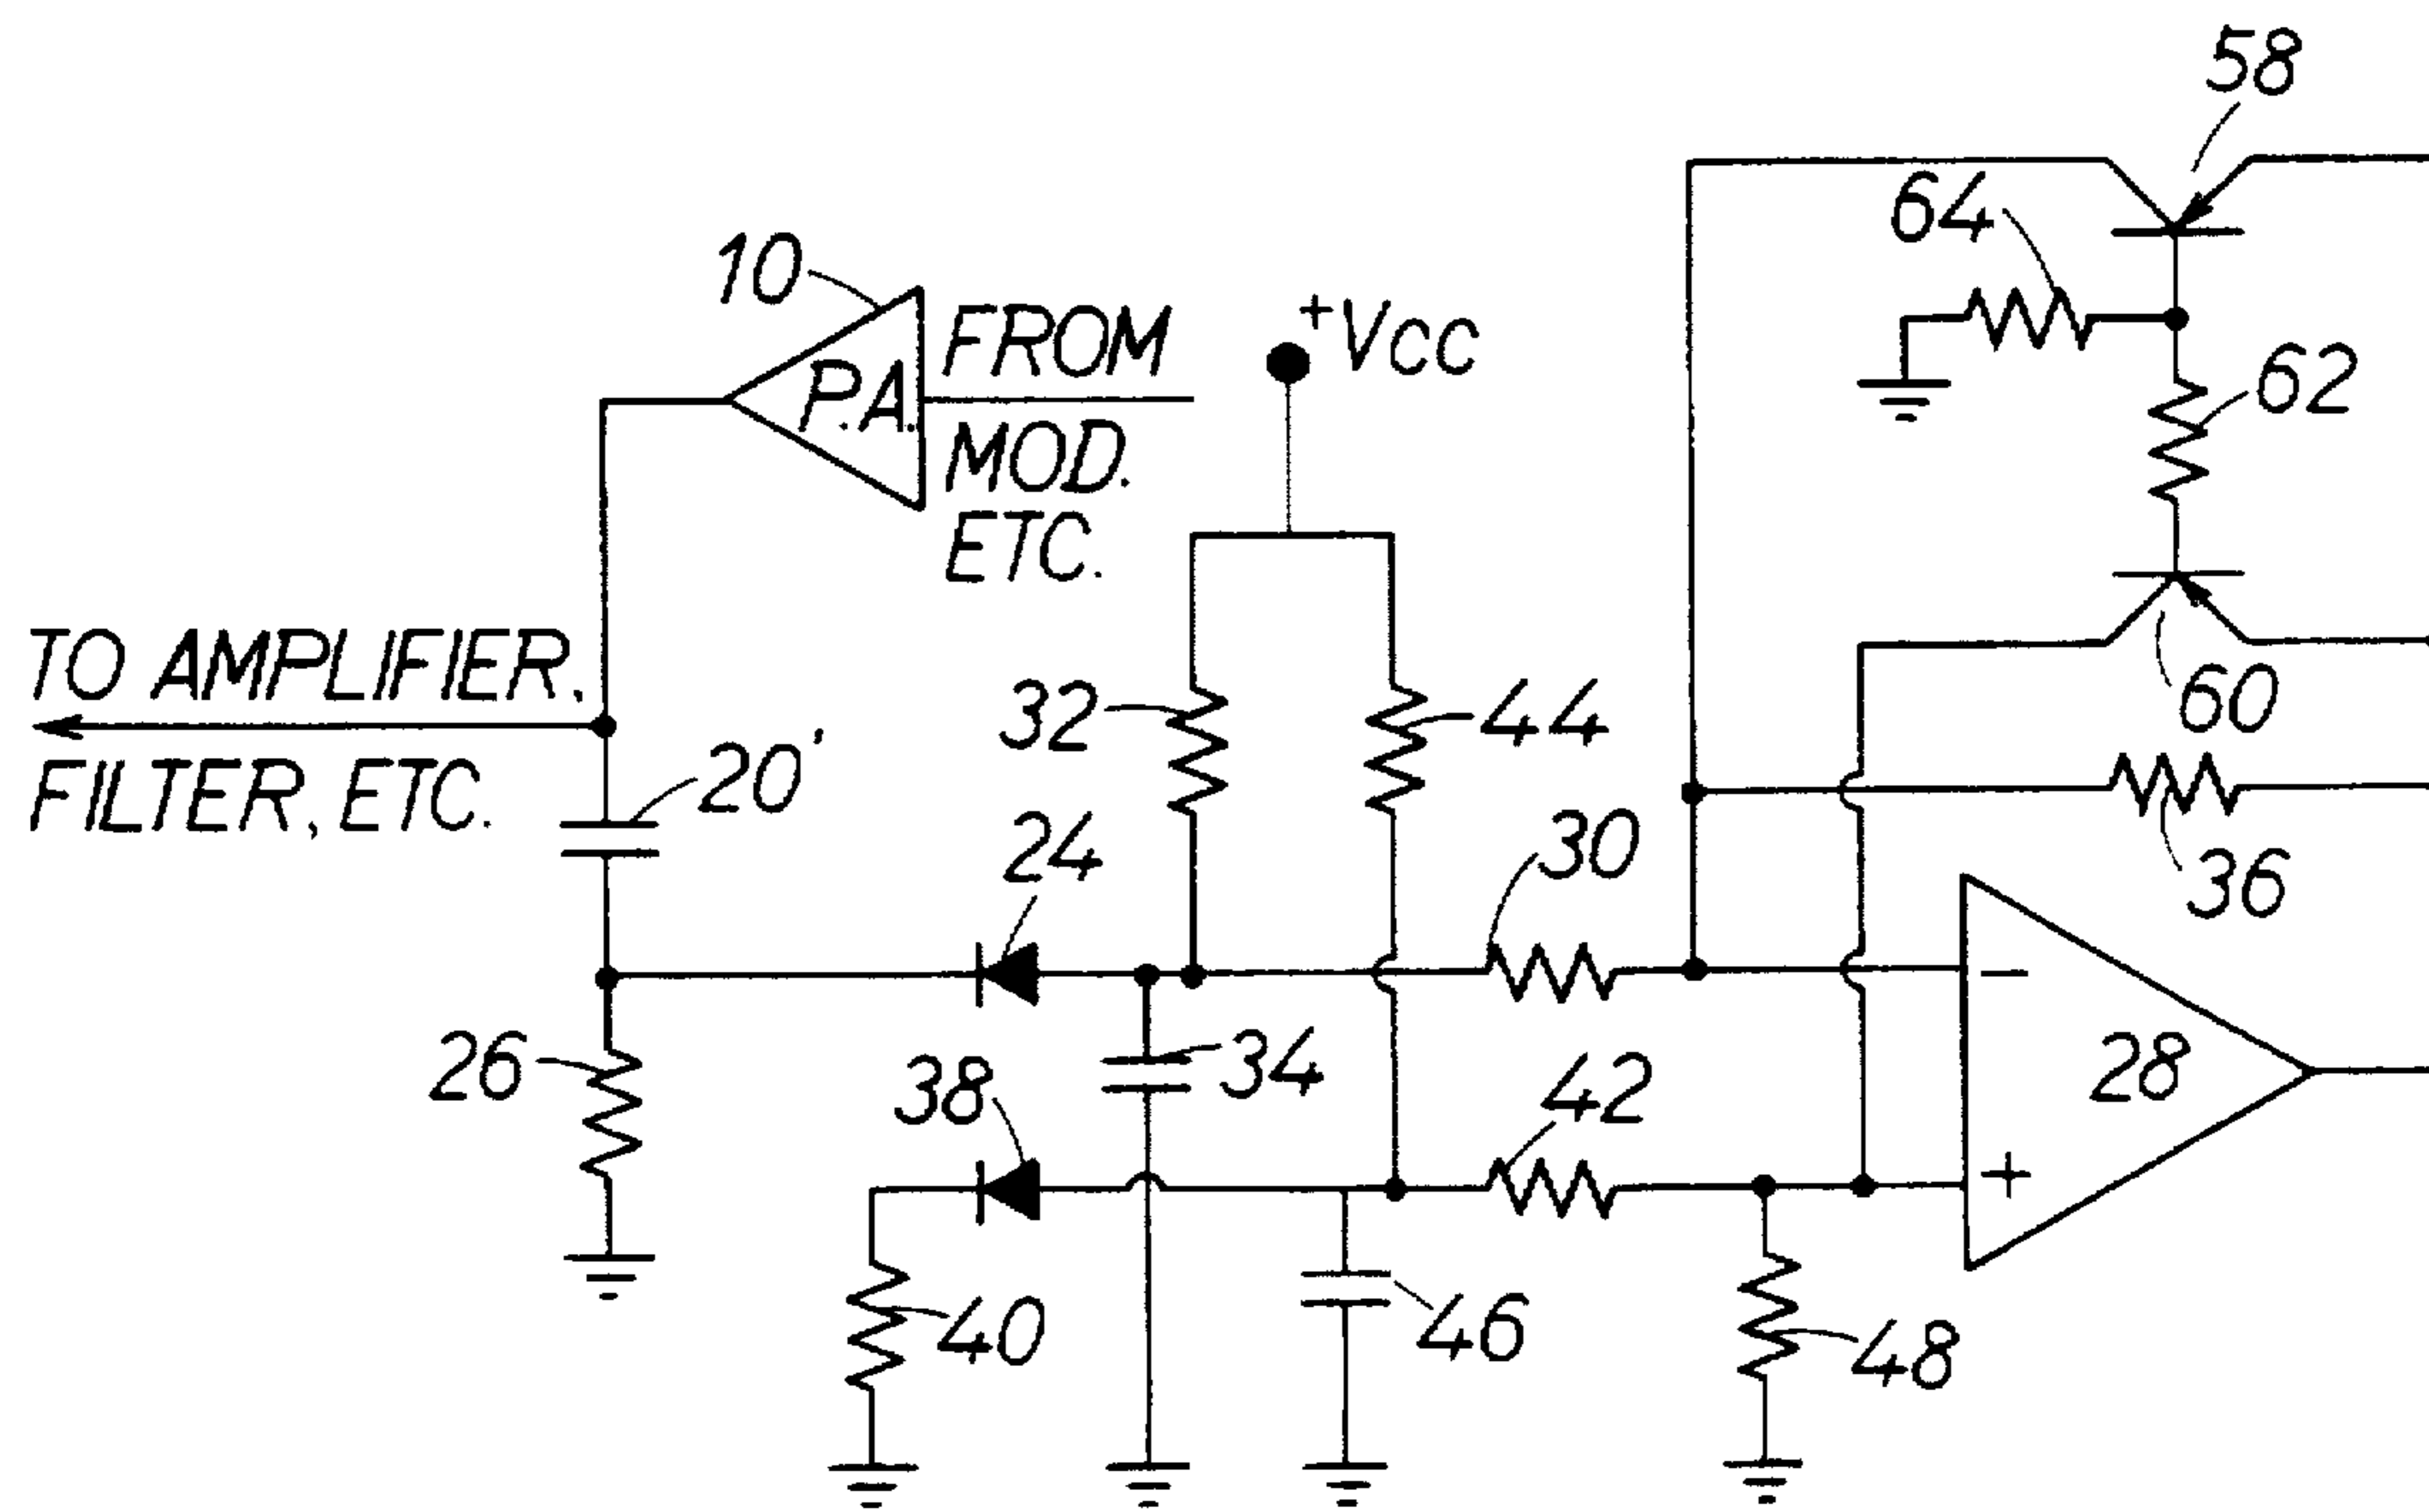 58
64
10
FROM
+VCC
P.A.
62
MOD.
ETC.
TO AMPLIFIER,
32
44
60
FILTER, ETC.
20'
24
30
36
26
34
28
38
42
+
40
46
48